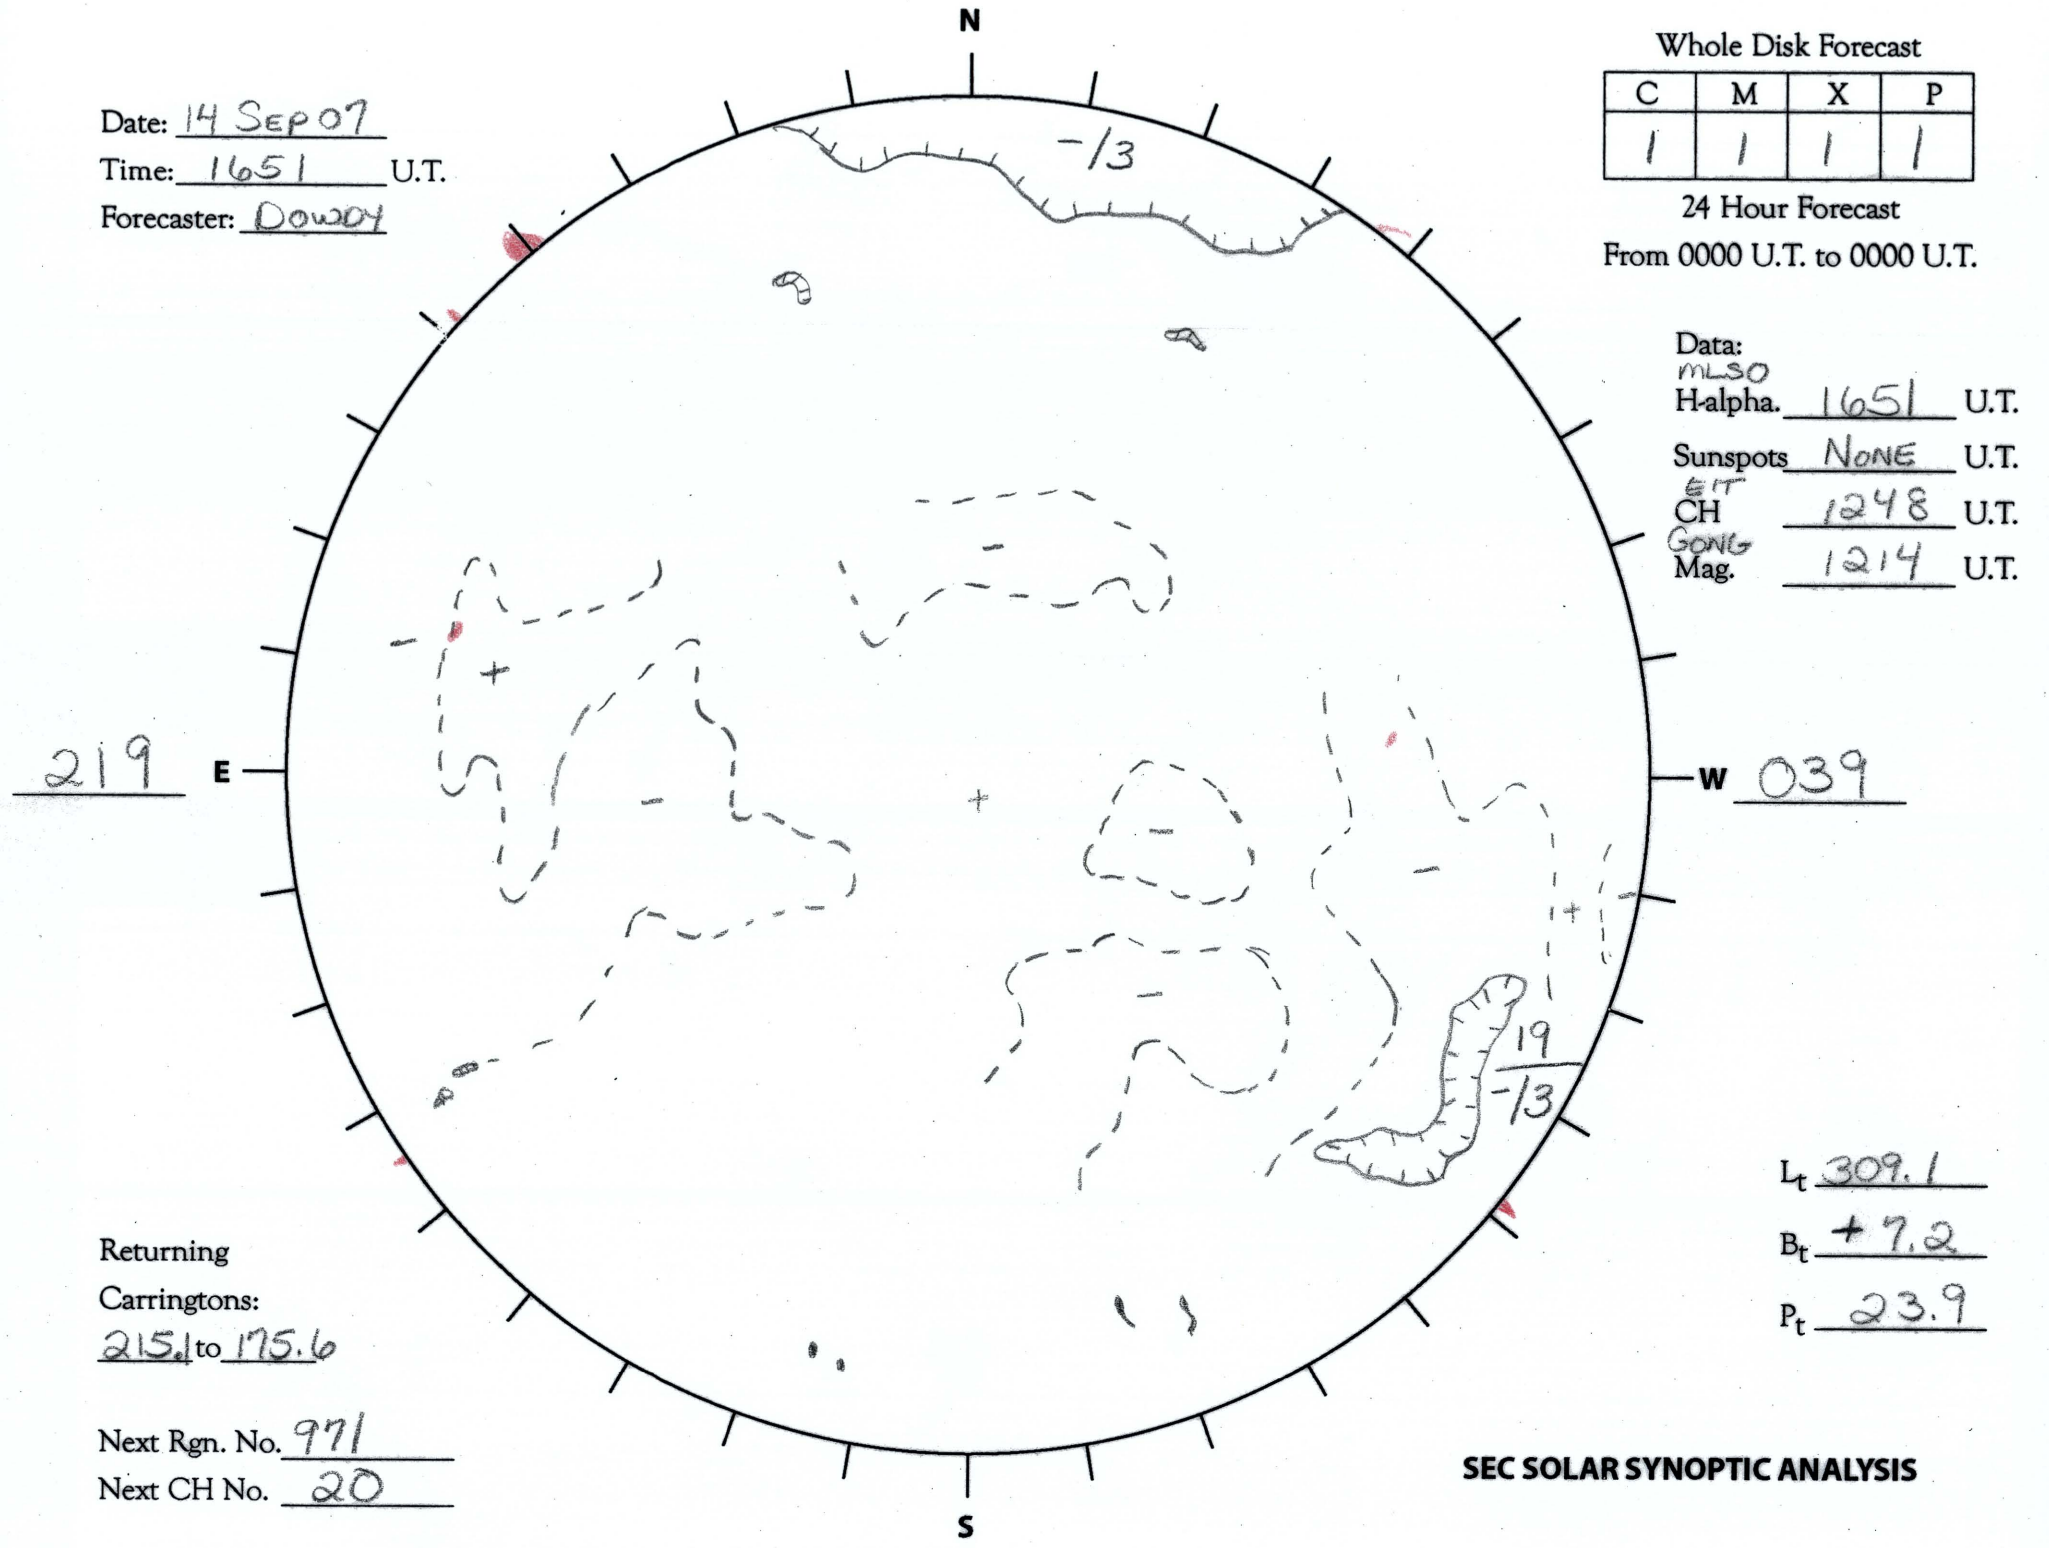 N
Whole Disk Forecast
C M X P
1 1 1 1
24 Hour Forecast
From 0000 U.T. to 0000 U.T.
Date: 14 SEP 07
Time: 1651 U.T.
Forecaster: DOWDY
-/3
Data:
MLSO
H-alpha. 1651 U.T.
Sunspots NONE U.T.
EIT
CH 1248 U.T.
GONG
Mag. 1214 U.T.
-
-
+
219 E
- + -
W 039
-
+
-
19
-/3
Lt 309.1
Bt +7.2
Pt 23.9
Returning
Carringtons:
215.1 to 175.6
Next Rgn. No. 971
Next CH No. 20
SEC SOLAR SYNOPTIC ANALYSIS
S